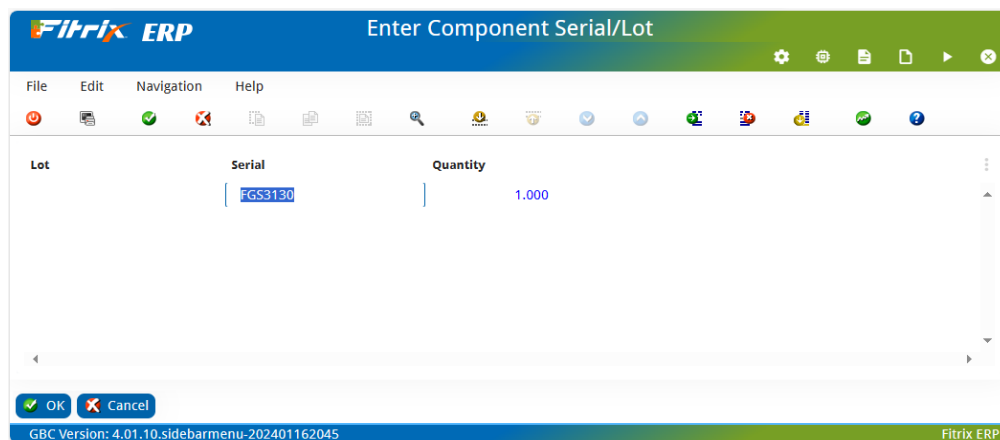 Fitrix ERP
Enter Component Serial/Lot
File Edit Navigation Help
Lot Serial Quantity
FGS3130 1.000
OK Cancel
GBC Version: 4.01.10.sidebarmenu-202401162045 Fitrix ERP